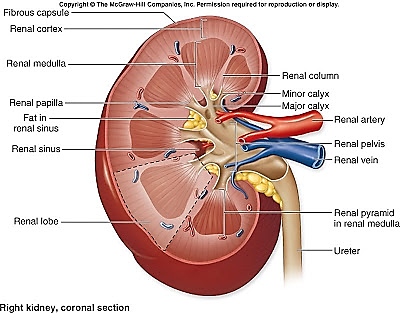 Copyright © The McGraw-Hill Companies, Inc. Permission required for reproduction or display.
Fibrous capsule
Renal cortex
Renal medulla
Renal papilla
Fat in
renal sinus
Renal sinus
Renal lobe
Renal column
Minor calyx
Major calyx
Renal artery
Renal pelvis
Renal vein
Renal pyramid
in renal medulla
Ureter
Right kidney, coronal section